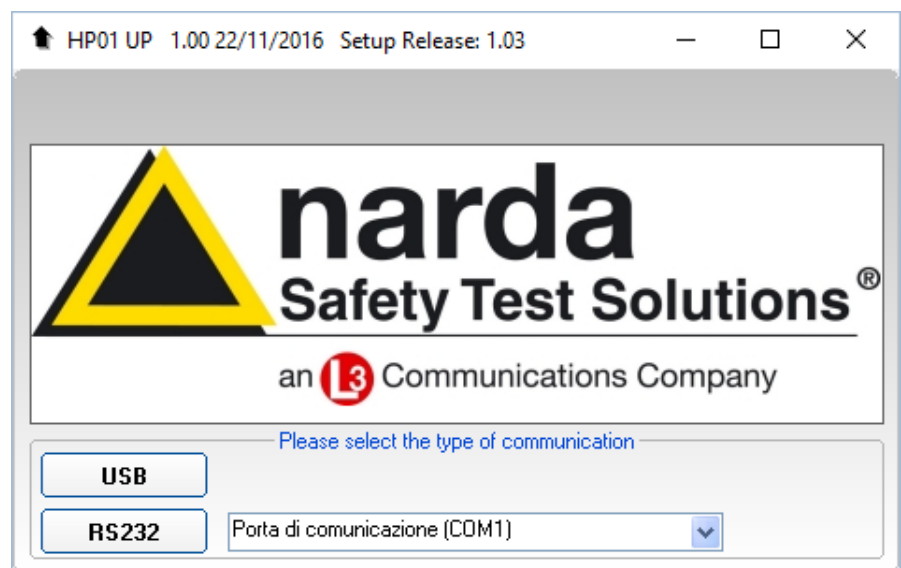 HP01 UP 1.00 22/11/2016 Setup Release: 1.03
narda
Safety Test Solutions®
an L3 Communications Company
Please select the type of communication
USB
RS232 Porta di comunicazione (COM1)